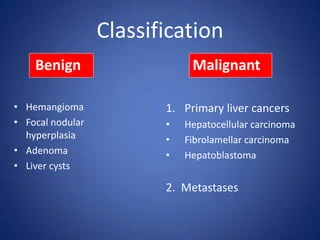 Classification
Benign
• Hemangioma
• Focal nodular
hyperplasia
• Adenoma
• Liver cysts
Malignant
1. Primary liver cancers
• Hepatocellular carcinoma
• Fibrolamellar carcinoma
• Hepatoblastoma
2. Metastases